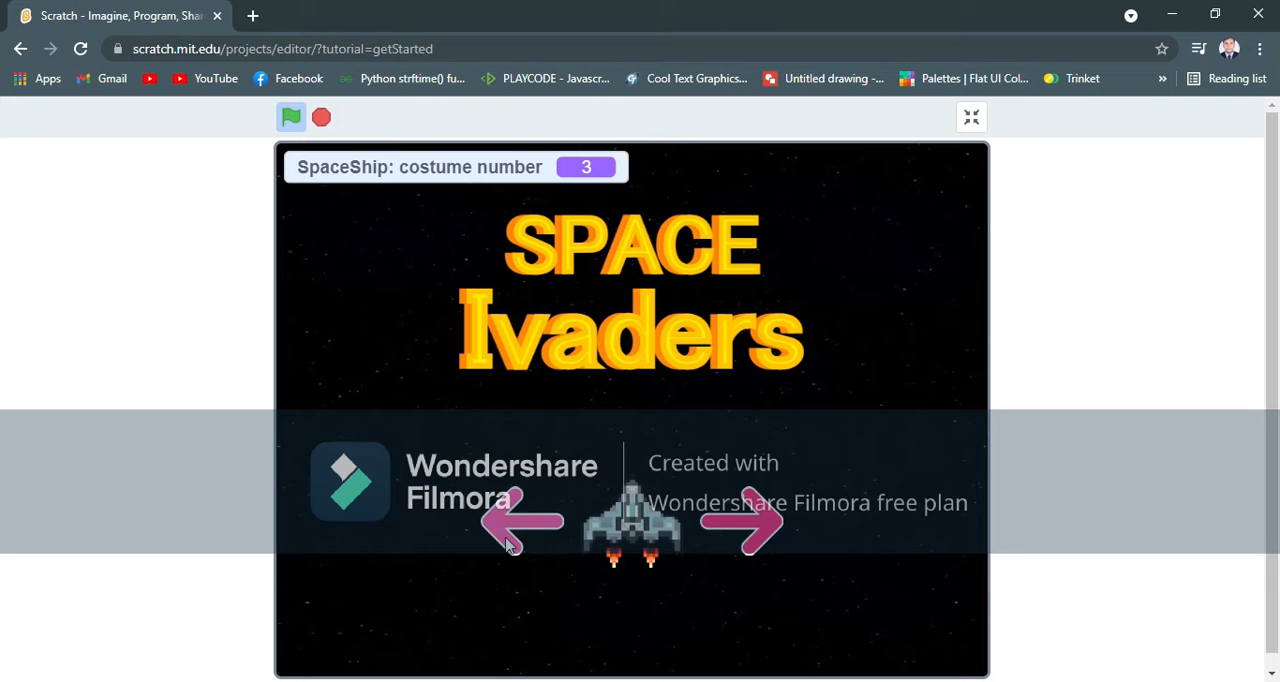 Scratch - Imagine, Program, Sha
scratch.mit.edu/projects/editor/?tutorial=getStarted
Apps Gmail YouTube Facebook Python strftime() fu... PLAYCODE - Javascr... Cool Text Graphics... Untitled drawing -... Palettes | Flat UI Col... Trinket » Reading list
SpaceShip: costume number 3
SPACE
Ivaders
Wondershare
Filmora
Created with
Wondershare Filmora free plan